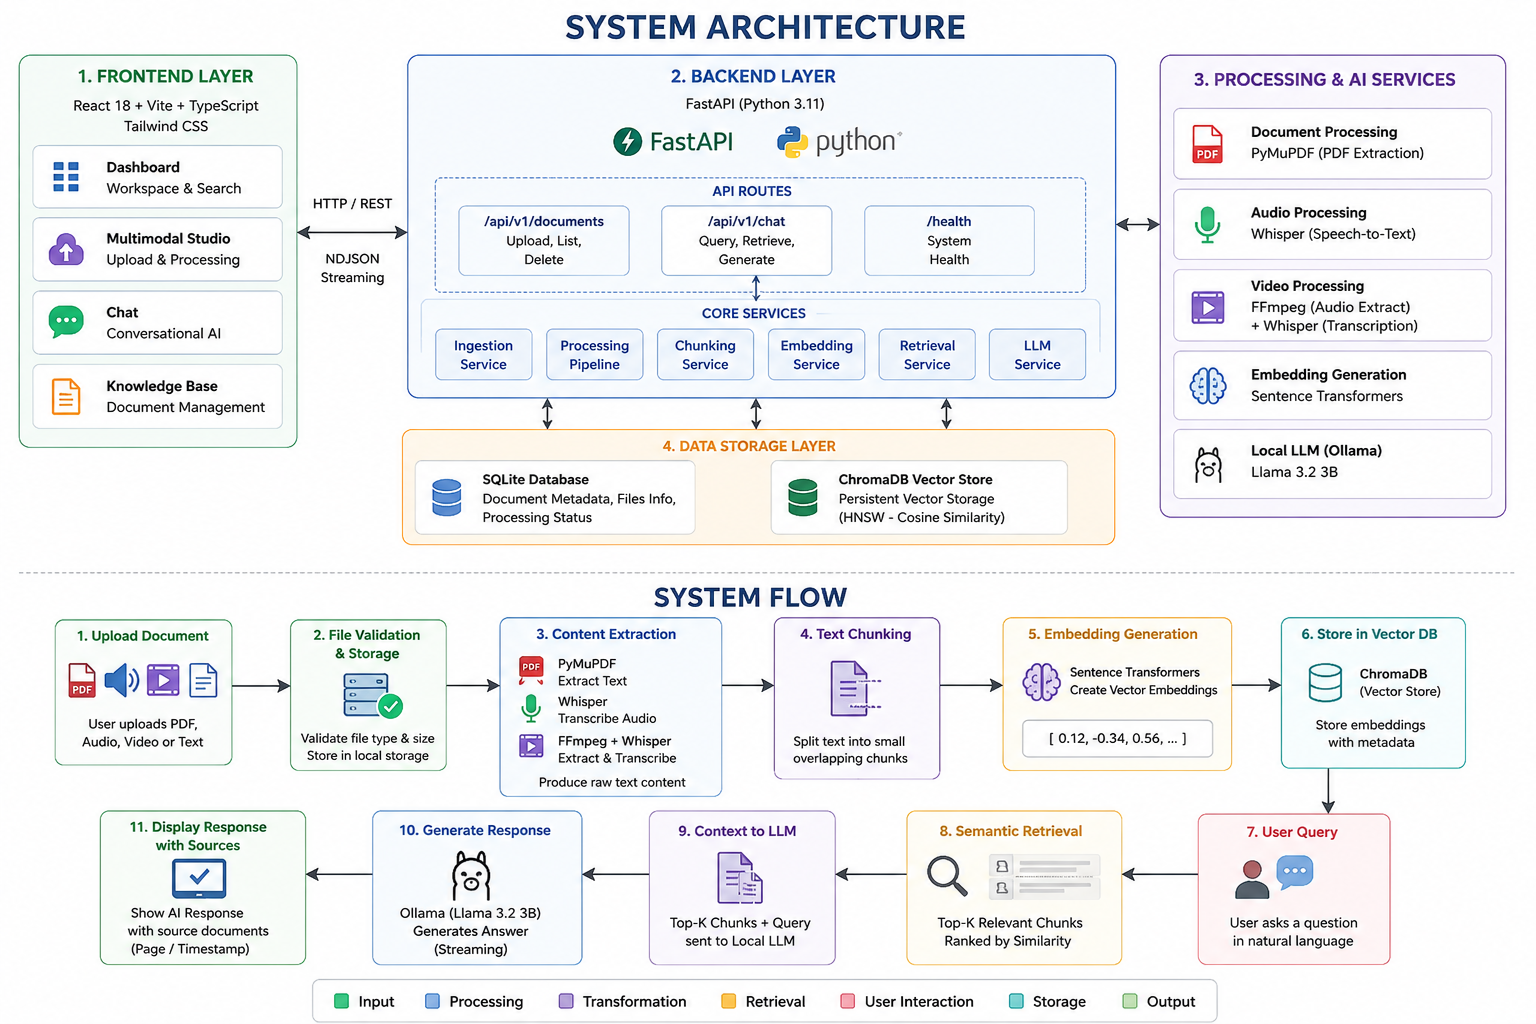 SYSTEM ARCHITECTURE
1. FRONTEND LAYER
React 18 + Vite + TypeScript
Tailwind CSS
Dashboard
Workspace & Search
Multimodal Studio
Upload & Processing
Chat
Conversational AI
Knowledge Base
Document Management
HTTP / REST
NDJSON
Streaming
2. BACKEND LAYER
FastAPI (Python 3.11)
FastAPI
python
API ROUTES
/api/v1/documents
Upload, List,
Delete
/api/v1/chat
Query, Retrieve,
Generate
/health
System
Health
CORE SERVICES
Ingestion
Service
Processing
Pipeline
Chunking
Service
Embedding
Service
Retrieval
Service
LLM
Service
3. PROCESSING & AI SERVICES
PDF
Document Processing
PyMuPDF (PDF Extraction)
Audio Processing
Whisper (Speech-to-Text)
Video Processing
FFmpeg (Audio Extract)
+ Whisper (Transcription)
Embedding Generation
Sentence Transformers
Local LLM (Ollama)
Llama 3.2 3B
4. DATA STORAGE LAYER
SQLite Database
Document Metadata, Files Info,
Processing Status
ChromaDB Vector Store
Persistent Vector Storage
(HNSW - Cosine Similarity)
SYSTEM FLOW
1. Upload Document
PDF
User uploads PDF,
Audio, Video or Text
2. File Validation
& Storage
Validate file type & size
Store in local storage
3. Content Extraction
PDF
PyMuPDF
Extract Text
Whisper
Transcribe Audio
FFmpeg + Whisper
Extract & Transcribe
Produce raw text content
4. Text Chunking
Split text into small
overlapping chunks
5. Embedding Generation
Sentence Transformers
Create Vector Embeddings
[ 0.12, -0.34, 0.56, ... ]
6. Store in Vector DB
ChromaDB
(Vector Store)
Store embeddings
with metadata
7. User Query
User asks a question
in natural language
8. Semantic Retrieval
Top-K Relevant Chunks
Ranked by Similarity
9. Context to LLM
Top-K Chunks + Query
sent to Local LLM
10. Generate Response
Ollama (Llama 3.2 3B)
Generates Answer
(Streaming)
11. Display Response
with Sources
Show AI Response
with source documents
(Page / Timestamp)
Input
Processing
Transformation
Retrieval
User Interaction
Storage
Output